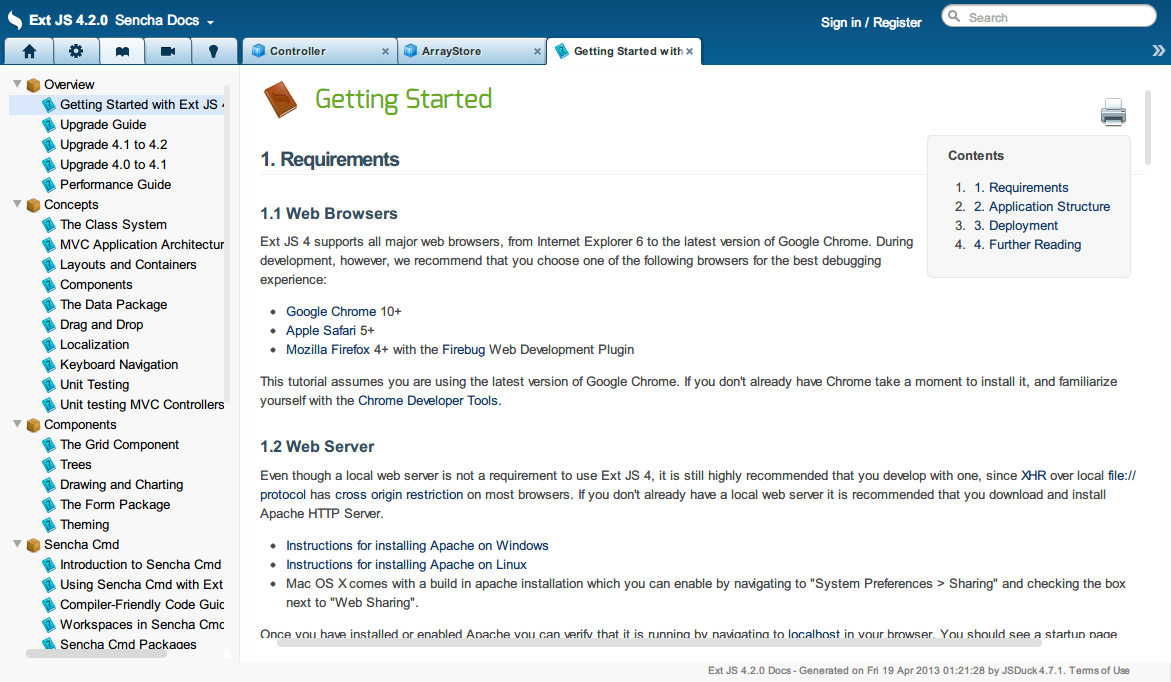 Ext JS 4.2.0 Sencha Docs
Sign in / Register
Search
Controller
ArrayStore
Getting Started with
Overview
Getting Started with Ext JS 4
Upgrade Guide
Upgrade 4.1 to 4.2
Upgrade 4.0 to 4.1
Performance Guide
Concepts
The Class System
MVC Application Architectur
Layouts and Containers
Components
The Data Package
Drag and Drop
Localization
Keyboard Navigation
Unit Testing
Unit testing MVC Controllers
Components
The Grid Component
Trees
Drawing and Charting
The Form Package
Theming
Sencha Cmd
Introduction to Sencha Cmd
Using Sencha Cmd with Ext
Compiler-Friendly Code Guid
Workspaces in Sencha Cmd
Sencha Cmd Packages
Getting Started
1. Requirements
Contents
1. 1. Requirements
2. 2. Application Structure
3. 3. Deployment
4. 4. Further Reading
1.1 Web Browsers
Ext JS 4 supports all major web browsers, from Internet Explorer 6 to the latest version of Google Chrome. During
development, however, we recommend that you choose one of the following browsers for the best debugging
experience:
• Google Chrome 10+
• Apple Safari 5+
• Mozilla Firefox 4+ with the Firebug Web Development Plugin
This tutorial assumes you are using the latest version of Google Chrome. If you don't already have Chrome take a moment to install it, and familiarize
yourself with the Chrome Developer Tools.
1.2 Web Server
Even though a local web server is not a requirement to use Ext JS 4, it is still highly recommended that you develop with one, since XHR over local file://
protocol has cross origin restriction on most browsers. If you don't already have a local web server it is recommended that you download and install
Apache HTTP Server.
• Instructions for installing Apache on Windows
• Instructions for installing Apache on Linux
• Mac OS X comes with a build in apache installation which you can enable by navigating to "System Preferences > Sharing" and checking the box
next to "Web Sharing".
Once you have installed or enabled Apache you can verify that it is running by navigating to localhost in your browser. You should see a startup page
Ext JS 4.2.0 Docs - Generated on Fri 19 Apr 2013 01:21:28 by JSDuck 4.7.1. Terms of Use